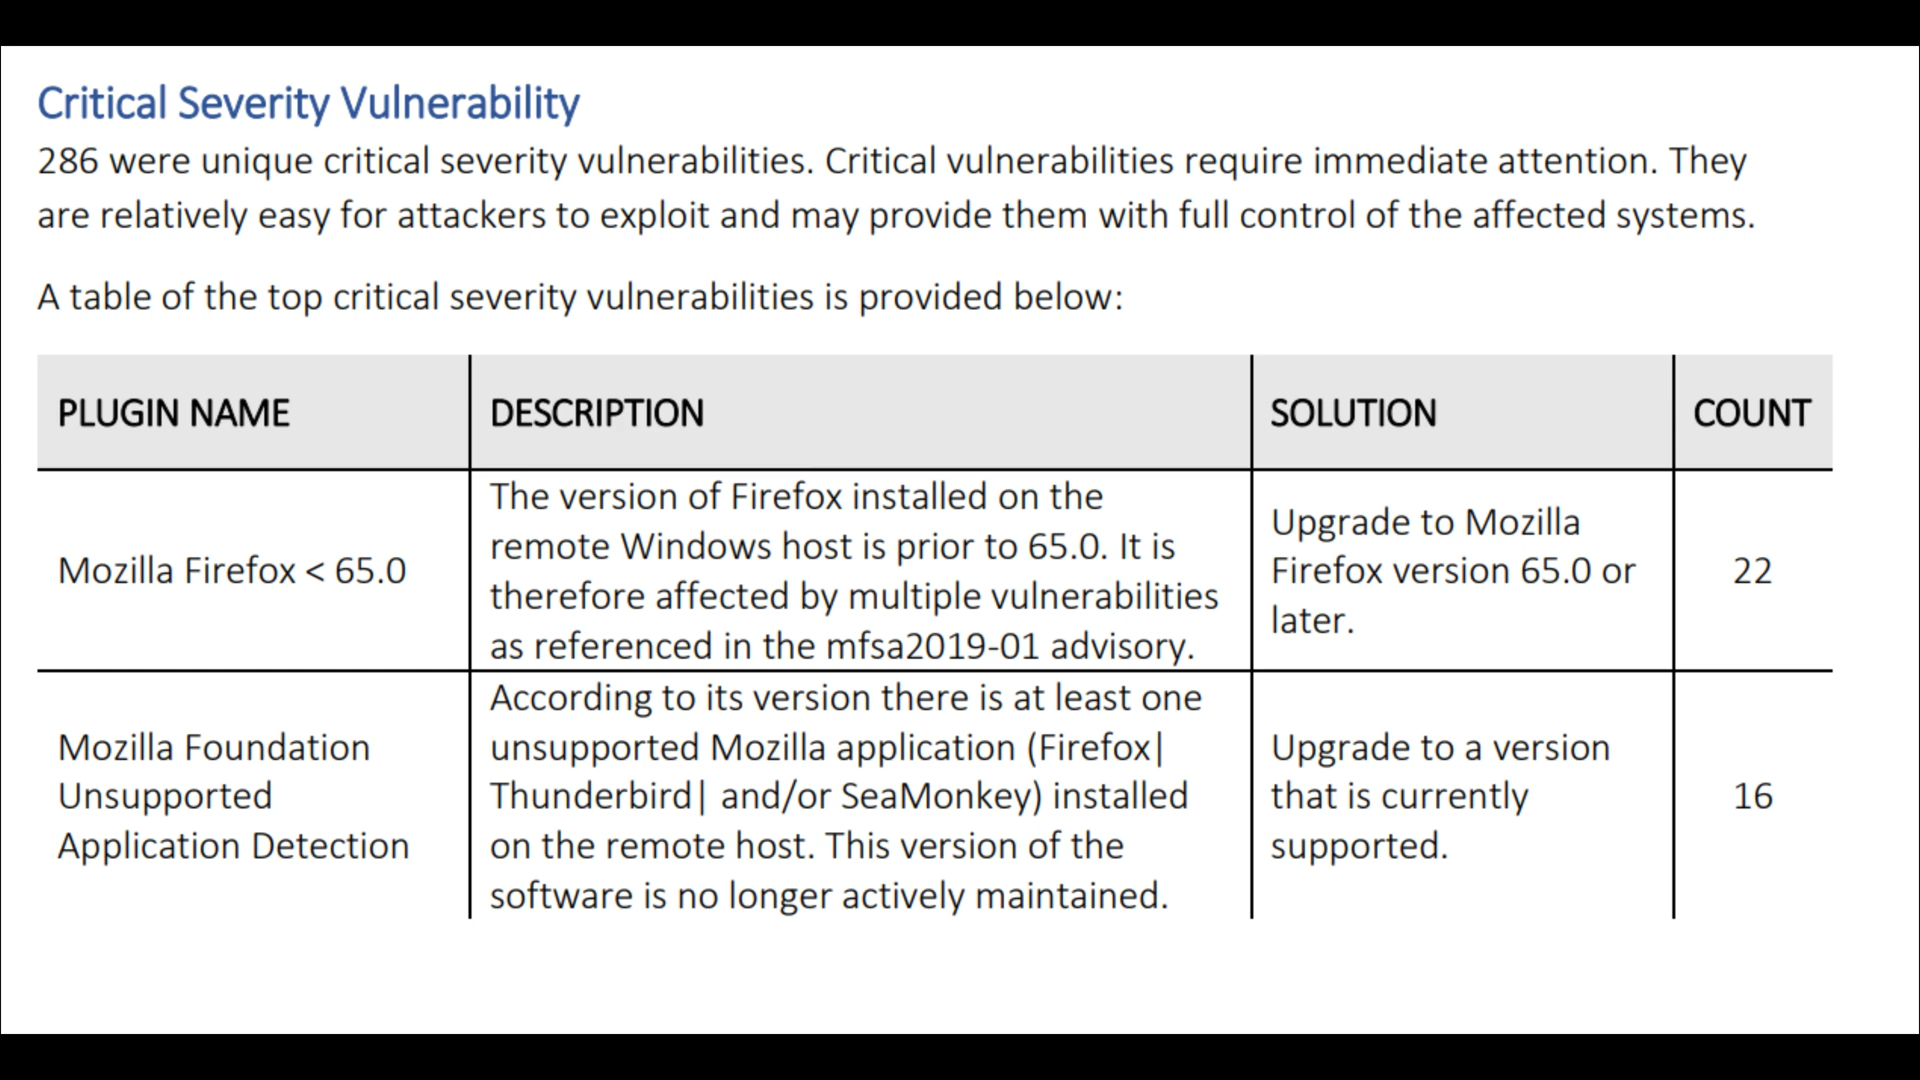 Critical Severity Vulnerability
286 were unique critical severity vulnerabilities. Critical vulnerabilities require immediate attention. They
are relatively easy for attackers to exploit and may provide them with full control of the affected systems.
A table of the top critical severity vulnerabilities is provided below:
PLUGIN NAME
DESCRIPTION
SOLUTION
COUNT
Mozilla Firefox < 65.0
The version of Firefox installed on the
remote Windows host is prior to 65.0. It is
therefore affected by multiple vulnerabilities
as referenced in the mfsa2019-01 advisory.
Upgrade to Mozilla
Firefox version 65.0 or
later.
22
Mozilla Foundation
Unsupported
Application Detection
According to its version there is at least one
unsupported Mozilla application (Firefox|
Thunderbird| and/or SeaMonkey) installed
on the remote host. This version of the
software is no longer actively maintained.
Upgrade to a version
that is currently
supported.
16